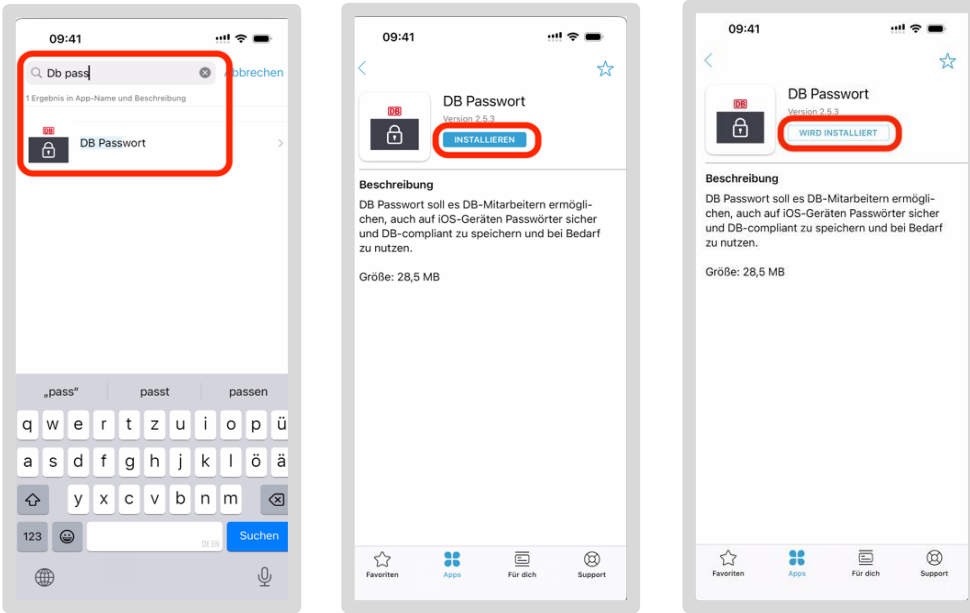 09:41
Db pass
bbrechen
1 Ergebnis in App-Name und Beschreibung
DB
DB Passwort
„pass“ passt passen
q w e r t z u i o p ü
a s d f g h j k l ö ä
y x c v b n m
123 DE EN Suchen
09:41
DB
DB Passwort
Version 2.5.3
INSTALLIEREN
Beschreibung
DB Passwort soll es DB-Mitarbeitern ermögli-
chen, auch auf iOS-Geräten Passwörter sicher
und DB-compliant zu speichern und bei Bedarf
zu nutzen.
Größe: 28,5 MB
Favoriten Apps Für dich Support
09:41
DB
DB Passwort
Version 2.5.3
WIRD INSTALLIERT
Beschreibung
DB Passwort soll es DB-Mitarbeitern ermögli-
chen, auch auf iOS-Geräten Passwörter sicher
und DB-compliant zu speichern und bei Bedarf
zu nutzen.
Größe: 28,5 MB
Favoriten Apps Für dich Support